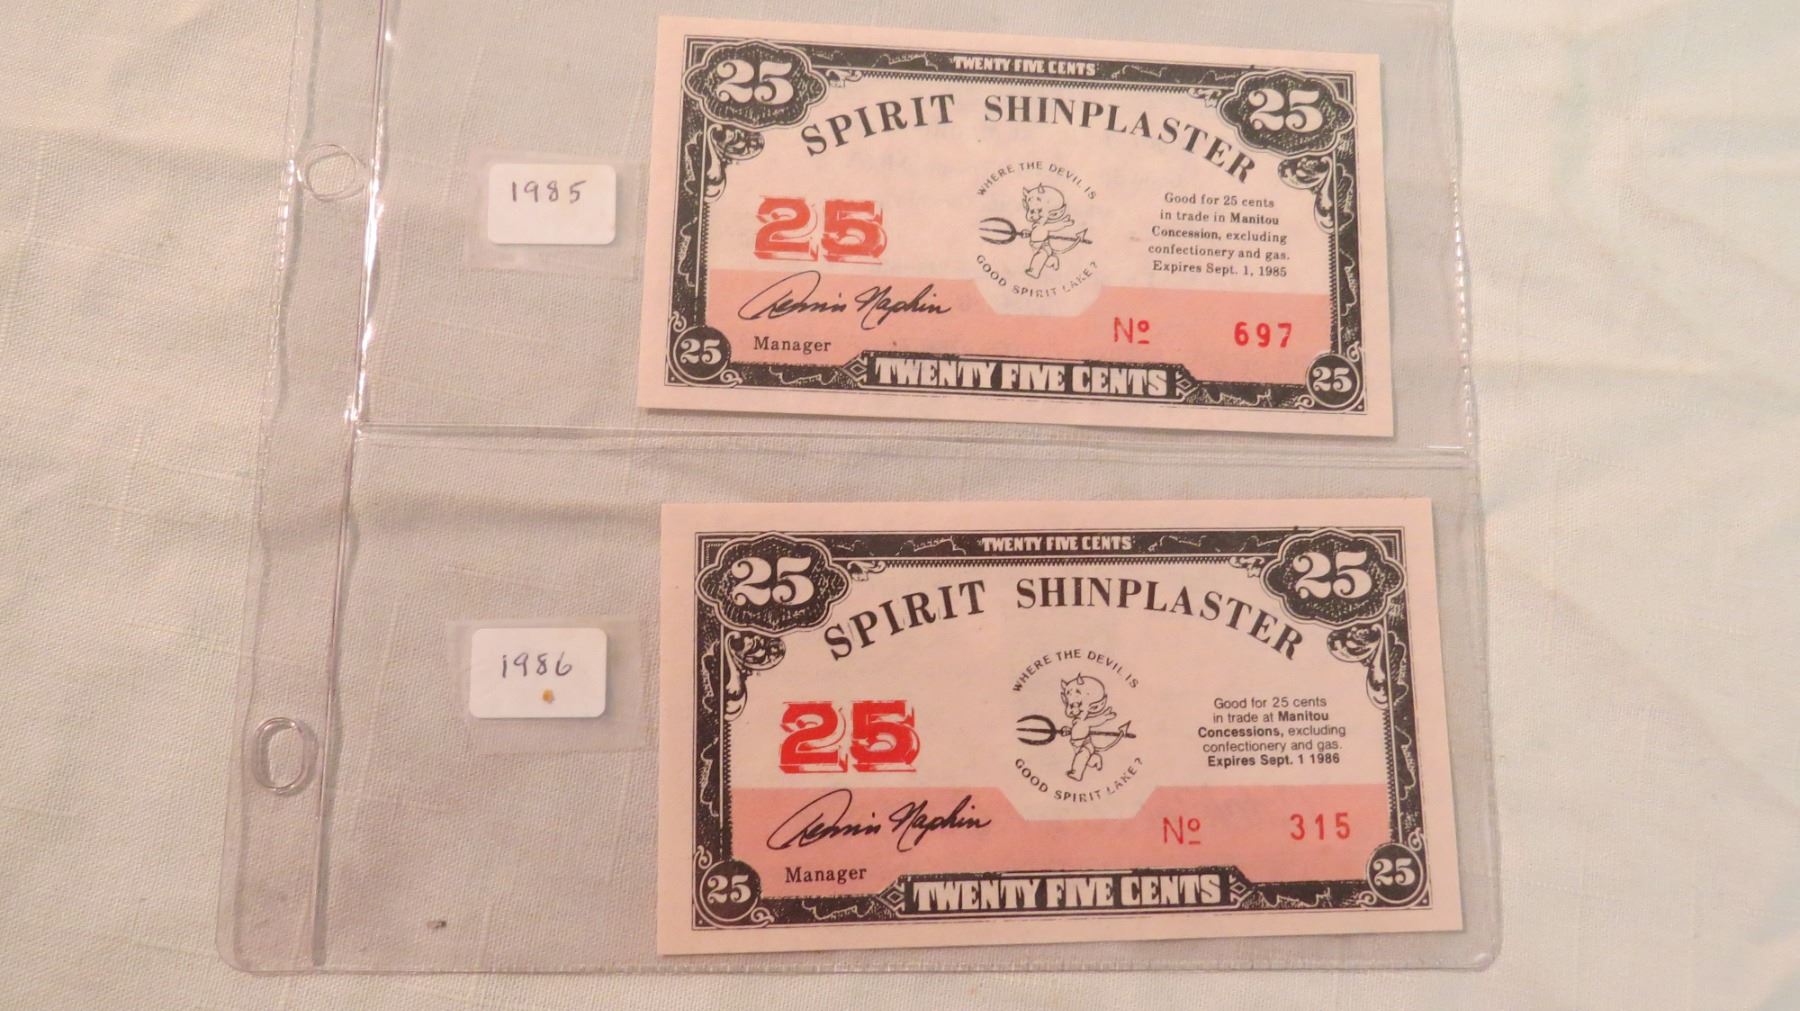 1985
25
TWENTY FIVE CENTS
25
SPIRIT SHINPLASTER
25
WHERE THE DEVIL IS
GOOD SPIRIT LAKE?
Good for 25 cents
in trade in Manitou
Concession, excluding
confectionery and gas.
Expires Sept. 1, 1985
Dennis Naphin
Manager
Nº 697
25
TWENTY FIVE CENTS
25
1986
25
TWENTY FIVE CENTS
25
SPIRIT SHINPLASTER
25
WHERE THE DEVIL IS
GOOD SPIRIT LAKE?
Good for 25 cents
in trade at Manitou
Concessions, excluding
confectionery and gas.
Expires Sept. 1 1986
Dennis Naphin
Manager
Nº 315
25
TWENTY FIVE CENTS
25